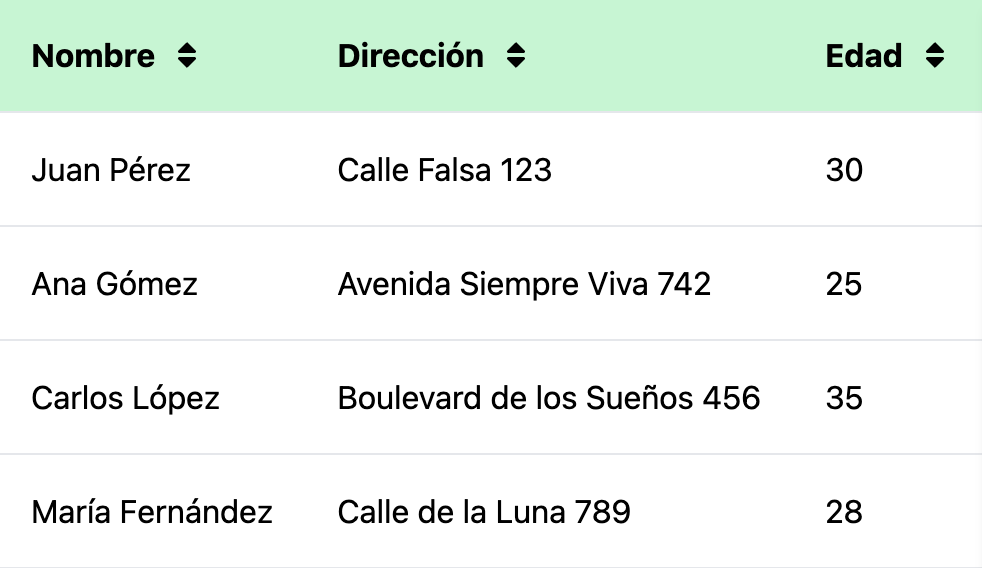 Nombre Dirección Edad
Juan Pérez Calle Falsa 123 30
Ana Gómez Avenida Siempre Viva 742 25
Carlos López Boulevard de los Sueños 456 35
María Fernández Calle de la Luna 789 28